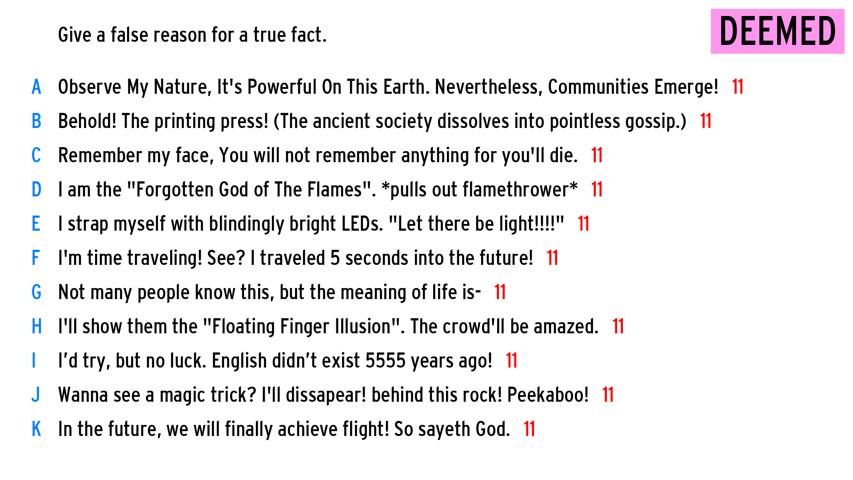 Give a false reason for a true fact.
DEEMED
A Observe My Nature, It's Powerful On This Earth. Nevertheless, Communities Emerge! 11
B Behold! The printing press! (The ancient society dissolves into pointless gossip.) 11
C Remember my face, You will not remember anything for you'll die. 11
D I am the "Forgotten God of The Flames". *pulls out flamethrower* 11
E I strap myself with blindingly bright LEDs. "Let there be light!!!!" 11
F I'm time traveling! See? I traveled 5 seconds into the future! 11
G Not many people know this, but the meaning of life is- 11
H I'll show them the "Floating Finger Illusion". The crowd'll be amazed. 11
I I’d try, but no luck. English didn’t exist 5555 years ago! 11
J Wanna see a magic trick? I'll dissapear! behind this rock! Peekaboo! 11
K In the future, we will finally achieve flight! So sayeth God. 11